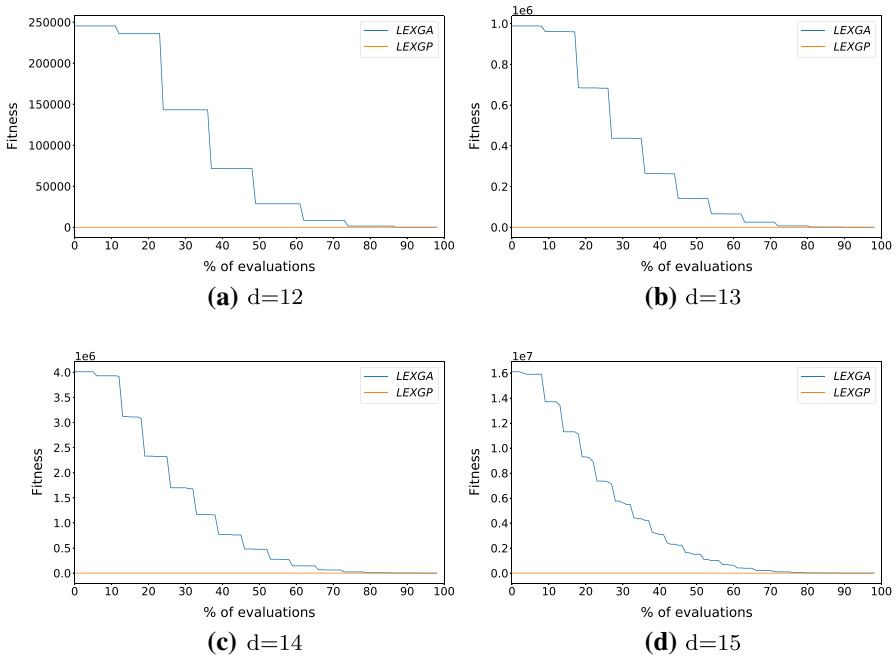 250000
200000
150000
100000
50000
0
Fitness
0 10 20 30 40 50 60 70 80 90 100
% of evaluations
LEXGA
LEXGP
(a) d=12
1e6
1.0
0.8
0.6
0.4
0.2
0.0
Fitness
0 10 20 30 40 50 60 70 80 90 100
% of evaluations
LEXGA
LEXGP
(b) d=13
1e6
4.0
3.5
3.0
2.5
2.0
1.5
1.0
0.5
0.0
Fitness
0 10 20 30 40 50 60 70 80 90 100
% of evaluations
LEXGA
LEXGP
(c) d=14
1e7
1.6
1.4
1.2
1.0
0.8
0.6
0.4
0.2
0.0
Fitness
0 10 20 30 40 50 60 70 80 90 100
% of evaluations
LEXGA
LEXGP
(d) d=15